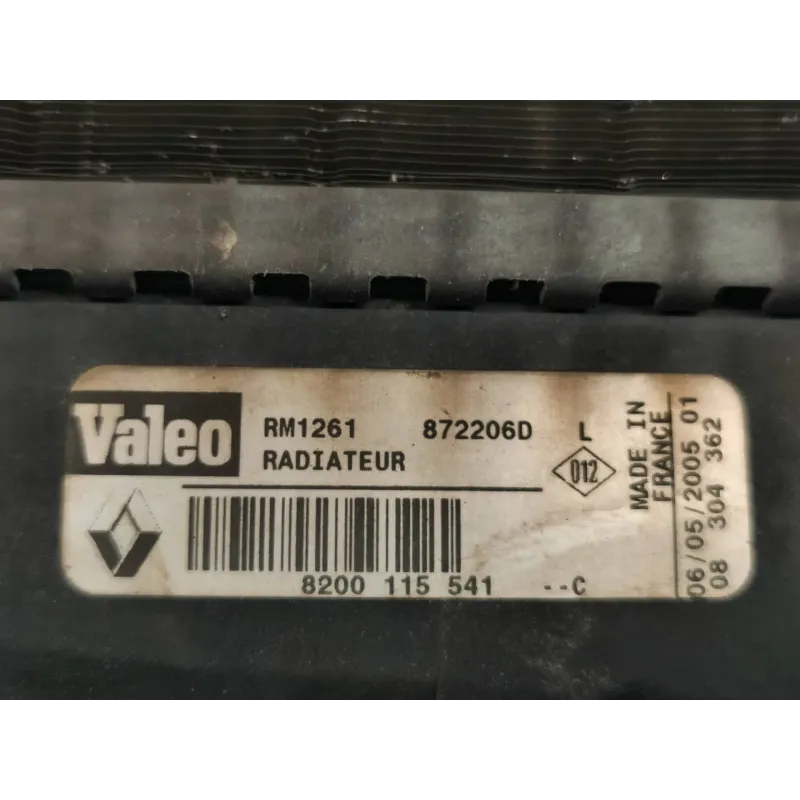 Valeo
RM1261 872206D L
RADIATEUR
012
8200 115 541 --C
MADE IN
FRANCE
06/05/2005 01
08 304 362